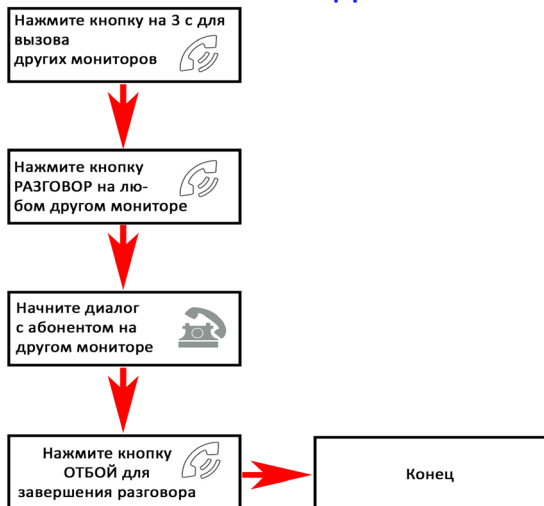 Нажмите кнопку на 3 с для
вызова
других мониторов
Нажмите кнопку
РАЗГОВОР на лю-
бом другом мониторе
Начните диалог
с абонентом на
другом мониторе
Нажмите кнопку
ОТБОЙ для
завершения разговора
Конец